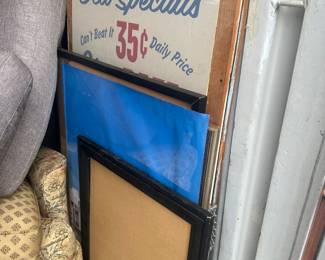 Specials
Can't Beat It 35¢ Daily Price